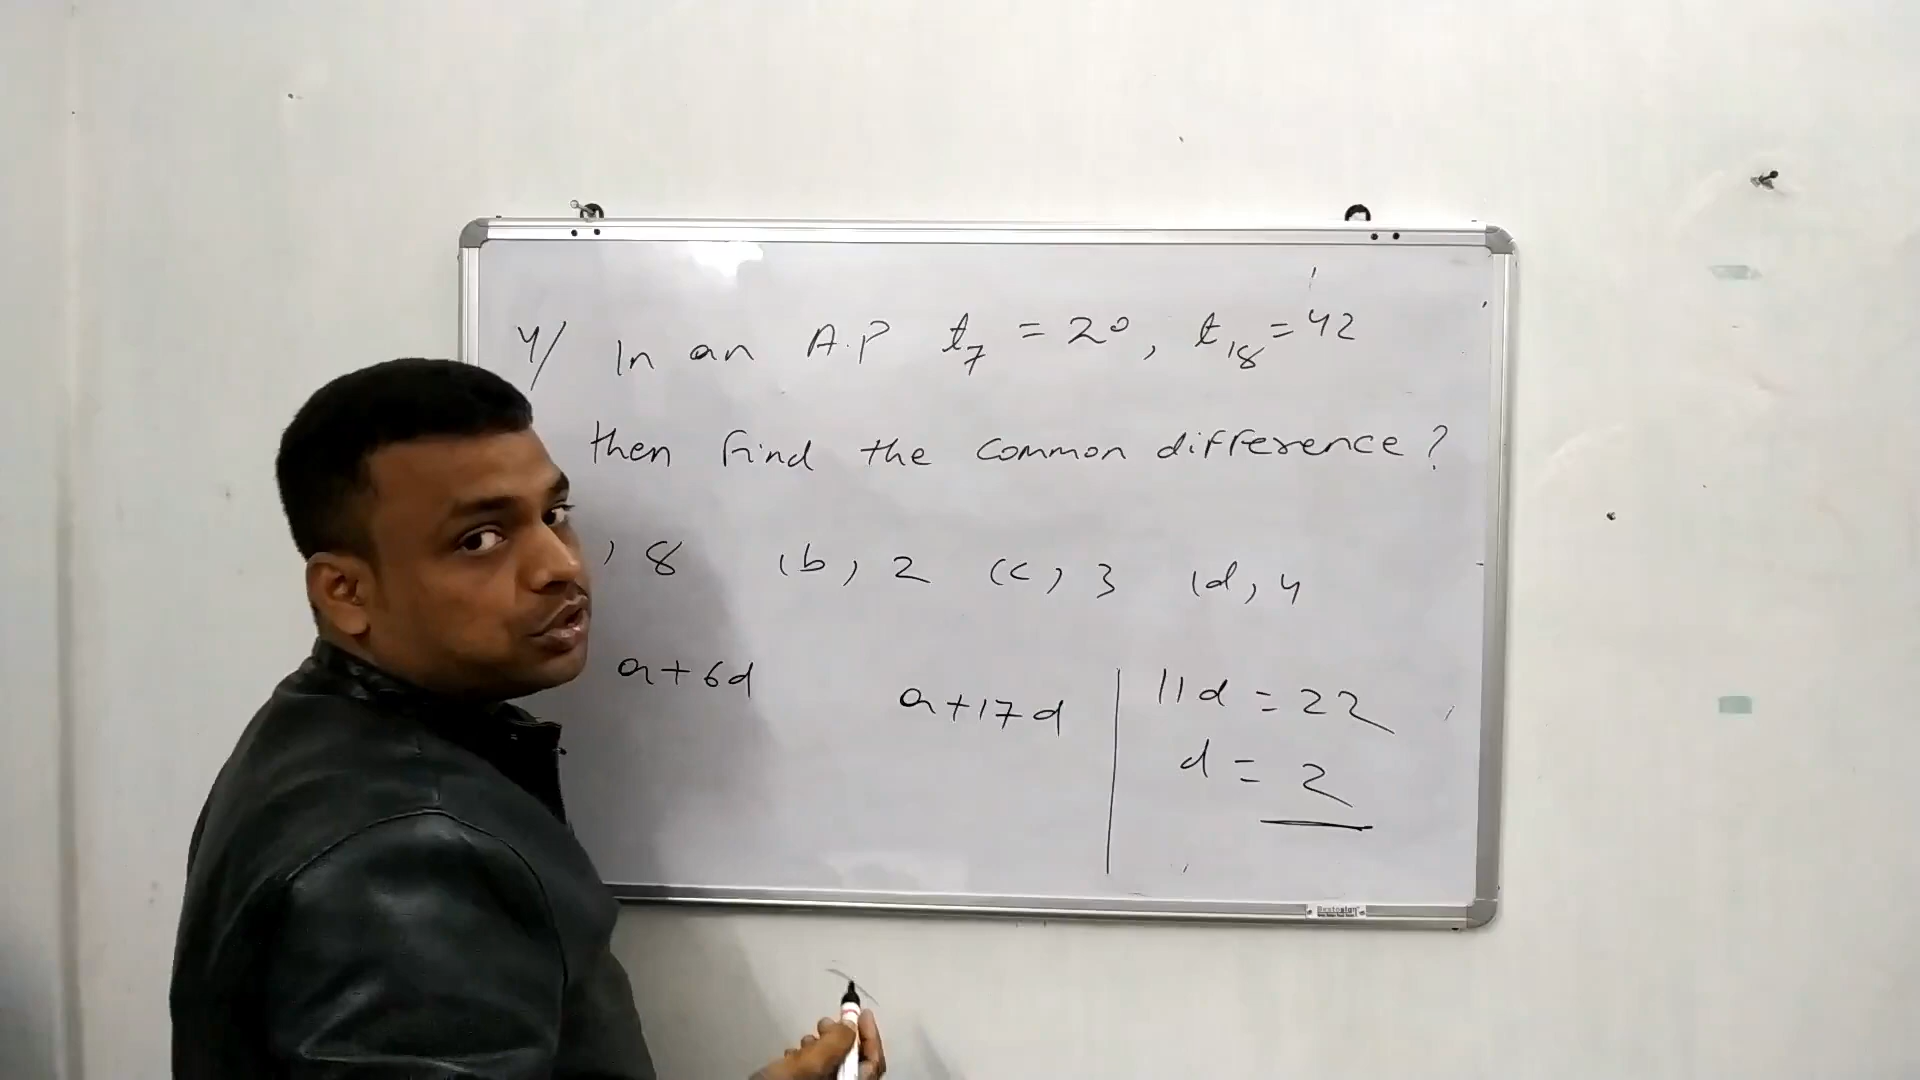 4/ In an A.P t₇ = 20, t₁₈ = 42
then find the common difference?
) 8 (b) 2 (c) 3 (d) 4
a+6d
a+17d
11d = 22
d = 2